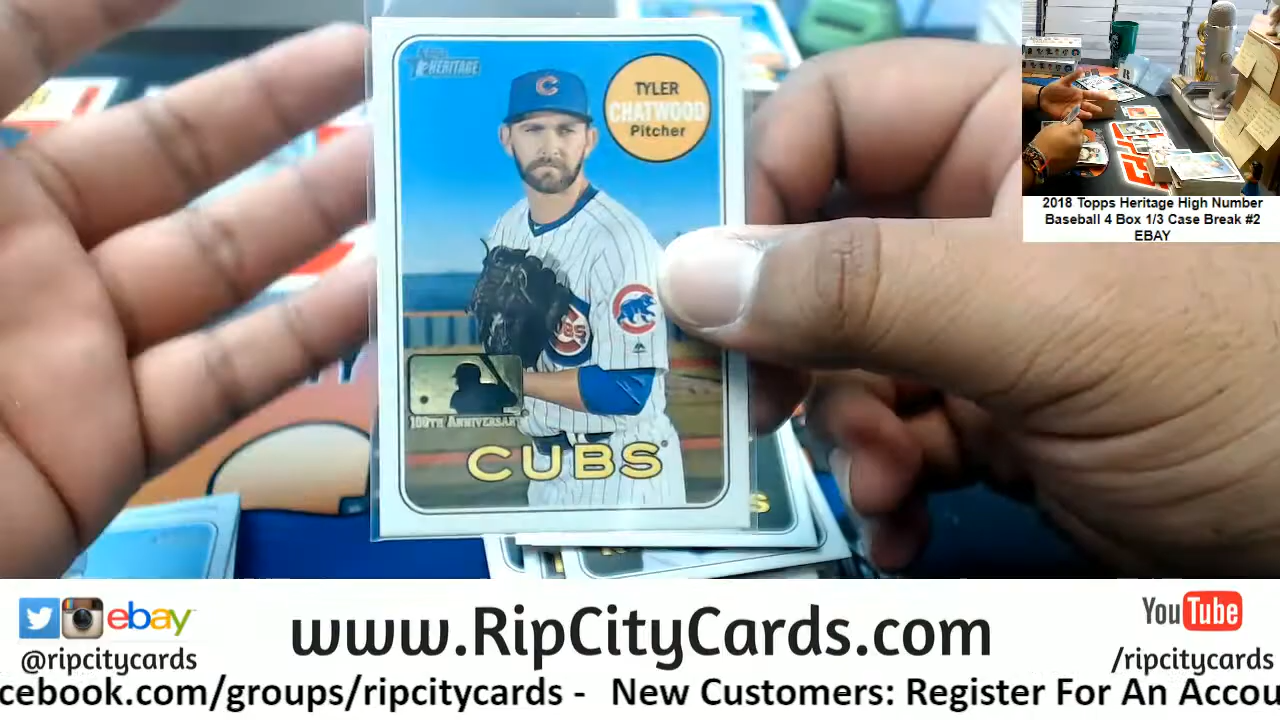 Topps
HERITAGE
TYLER
CHATWOOD
Pitcher
CUBS
100TH ANNIVERSARY
CUBS
2018 Topps Heritage High Number
Baseball 4 Box 1/3 Case Break #2
EBAY
ebay
@ripcitycards
www.RipCityCards.com
YouTube
/ripcitycards
cebook.com/groups/ripcitycards - New Customers: Register For An Accou